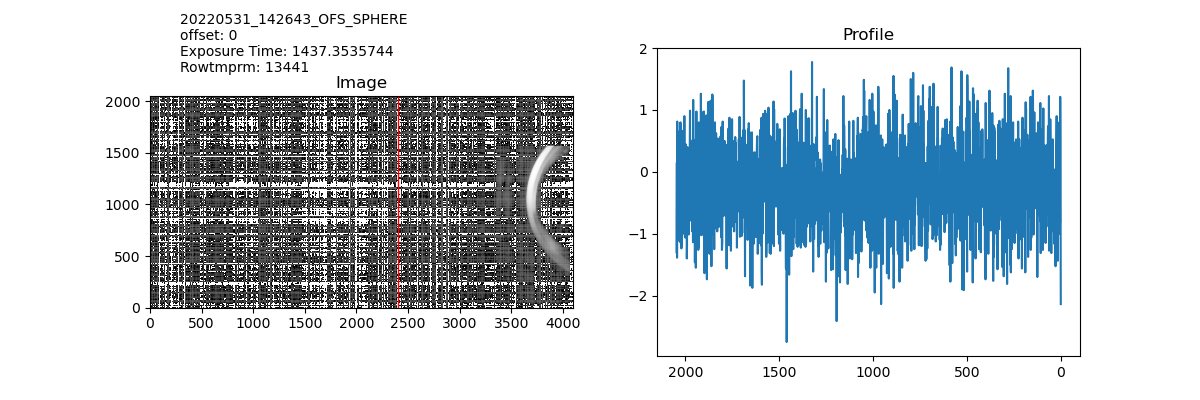 20220531_142643_OFS_SPHERE
offset: 0
Exposure Time: 1437.3535744
Rowtmprm: 13441
Image
2000
1500
1000
500
0
0 500 1000 1500 2000 2500 3000 3500 4000
Profile
2
1
0
−1
−2
2000 1500 1000 500 0